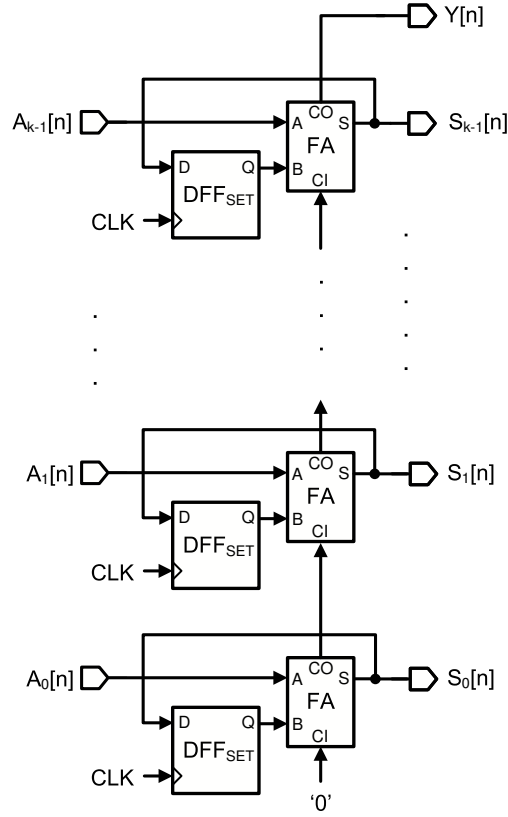 Y[n]
Ak-1[n]
A CO S
FA
B
CI
Sk-1[n]
D Q
DFFSET
CLK
A1[n]
A CO S
FA
B
CI
S1[n]
D Q
DFFSET
CLK
A0[n]
A CO S
FA
B
CI
S0[n]
D Q
DFFSET
CLK
‘0’